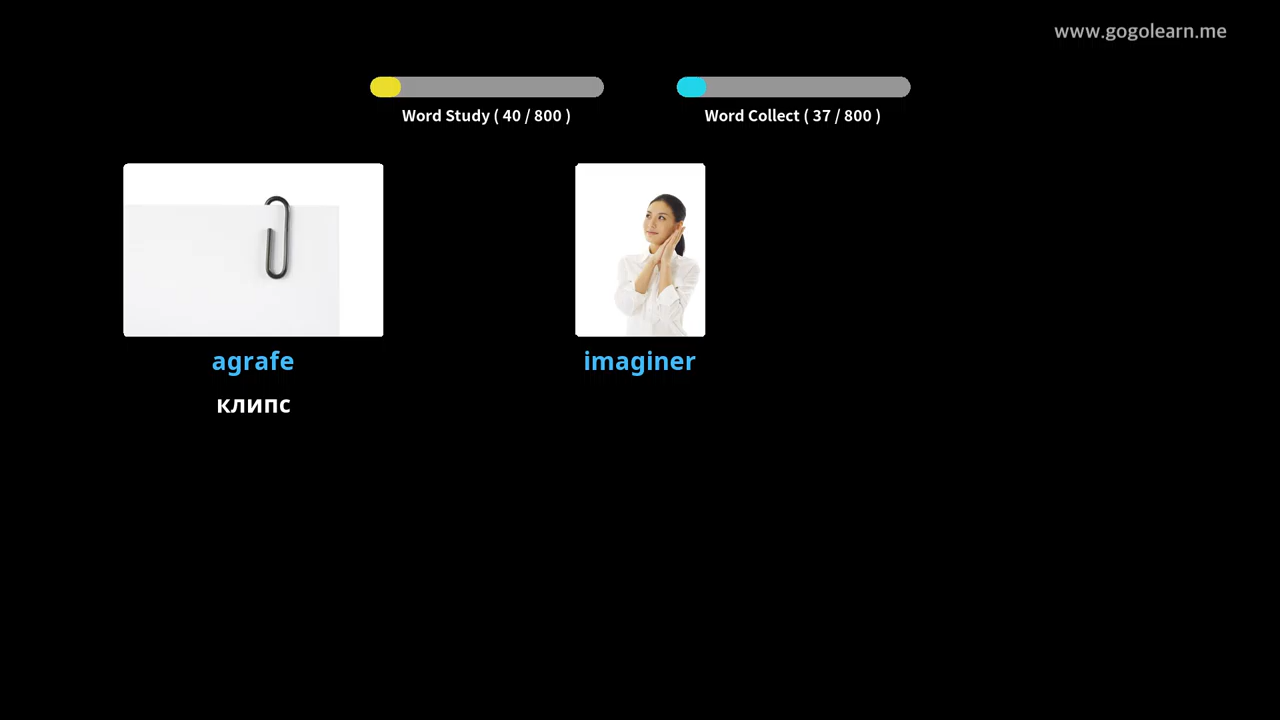 www.gogolearn.me
Word Study ( 40 / 800 )
Word Collect ( 37 / 800 )
agrafe
imaginer
клипс